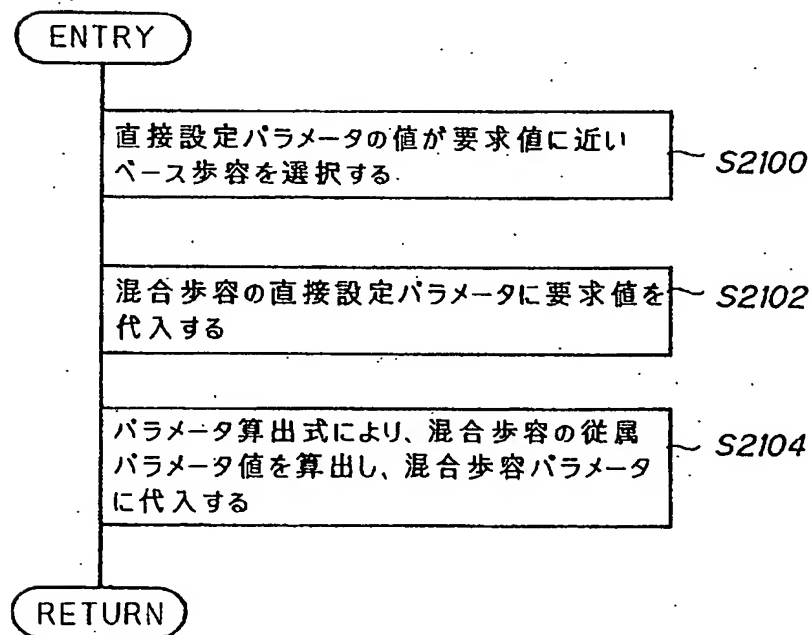 ENTRY
直接設定パラメータの値が要求値に近い
ベース歩容を選択する
S2100
混合歩容の直接設定パラメータに要求値を
代入する
S2102
パラメータ算出式により、混合歩容の従属
パラメータ値を算出し、混合歩容パラメータ
に代入する
S2104
RETURN